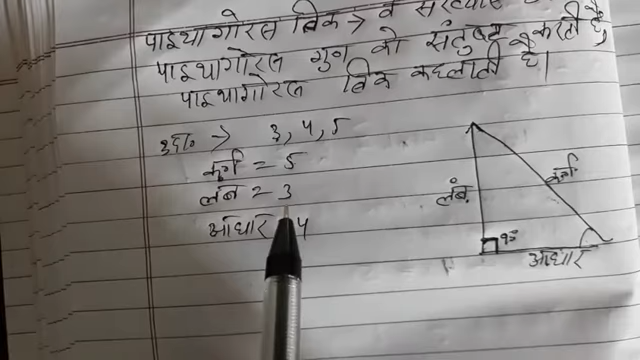 पाइथागोरस त्रिक → वे संख्याएँ
पाइथागोरस गुण को संतुष्ट करती है,
पाइथागोरस त्रिक कहलाती है।
उदा० → 3, 4, 5
कर्ण = 5
लंब = 3
आधार 4
लंब
कर्ण
90°
आधार